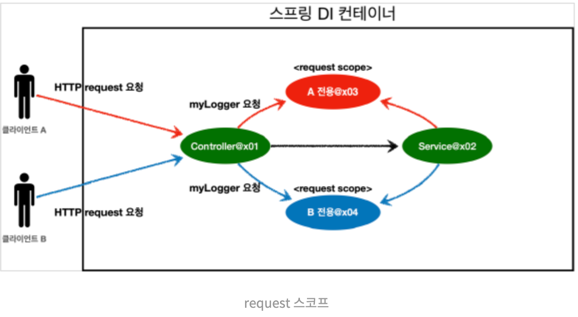 스프링 DI 컨테이너
<request scope>
HTTP request 요청
A 전용@x03
myLogger 요청
클라이언트 A
Controller@x01
Service@x02
myLogger 요청
<request scope>
HTTP request 요청
B 전용@x04
클라이언트 B
request 스코프